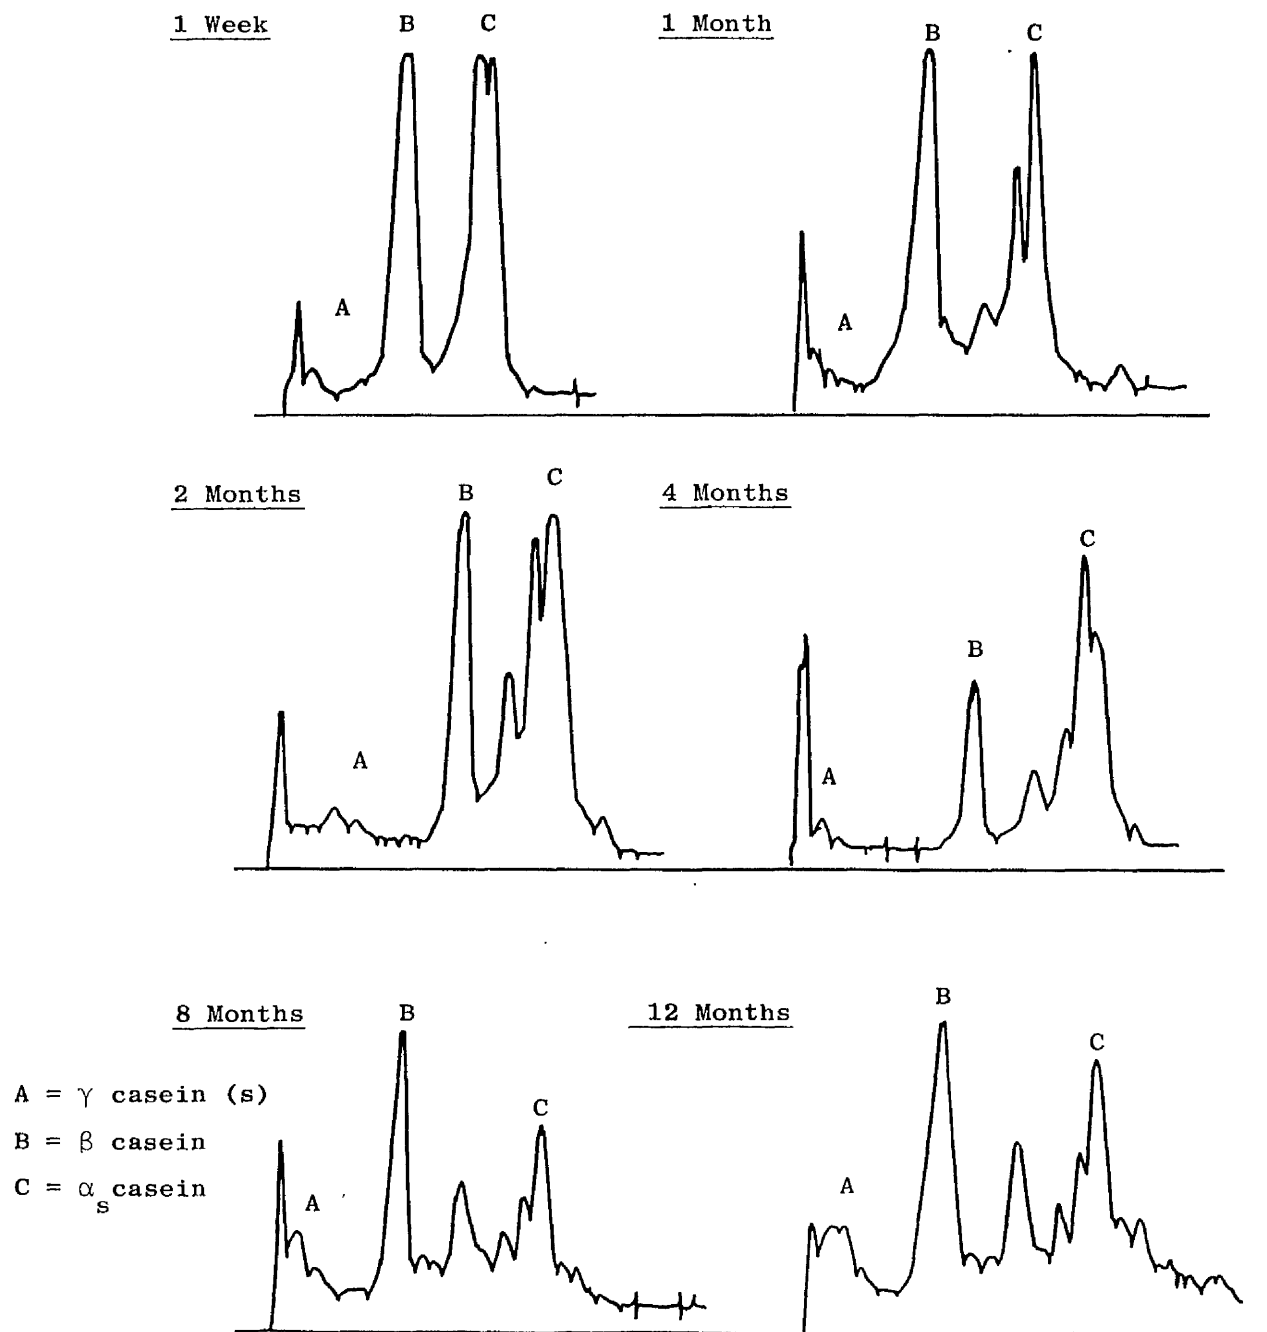 1 Week
B
C
A
1 Month
B
C
A
2 Months
B
C
A
4 Months
C
B
A
8 Months
B
C
A
12 Months
B
C
A
A = γ casein (s)
B = β casein
C = αs casein